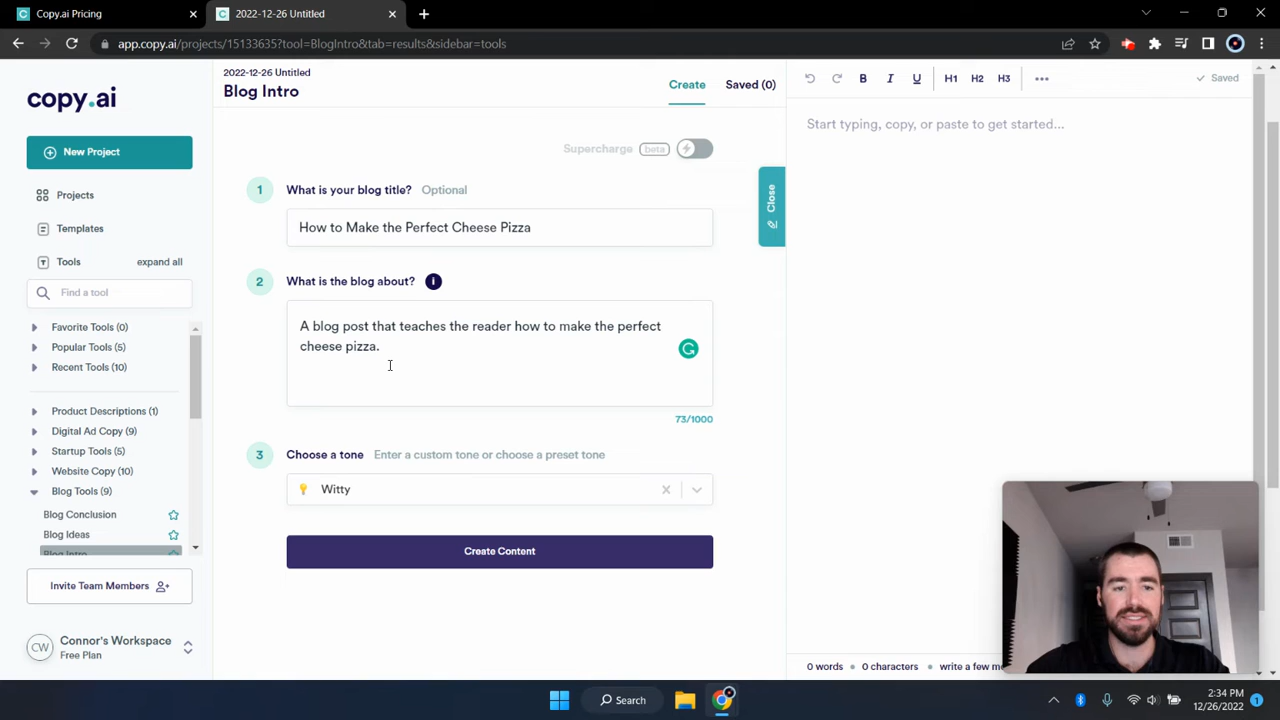 Copy.ai Pricing
2022-12-26 Untitled
app.copy.ai/projects/15133635?tool=BlogIntro&tab=results&sidebar=tools
copy.ai
New Project
Projects
Templates
Tools
expand all
Find a tool
Favorite Tools (0)
Popular Tools (5)
Recent Tools (10)
Product Descriptions (1)
Digital Ad Copy (9)
Startup Tools (5)
Website Copy (10)
Blog Tools (9)
Blog Conclusion
Blog Ideas
Blog Intro
Invite Team Members
CW
Connor's Workspace
Free Plan
2022-12-26 Untitled
Blog Intro
Create
Saved (0)
Supercharge
beta
1
What is your blog title? Optional
How to Make the Perfect Cheese Pizza
2
What is the blog about?
A blog post that teaches the reader how to make the perfect
cheese pizza.
73/1000
3
Choose a tone Enter a custom tone or choose a preset tone
Witty
Create Content
Close
B I U H1 H2 H3
Saved
Start typing, copy, or paste to get started...
0 words
0 characters
write a few m
Search
2:34 PM
12/26/2022
1